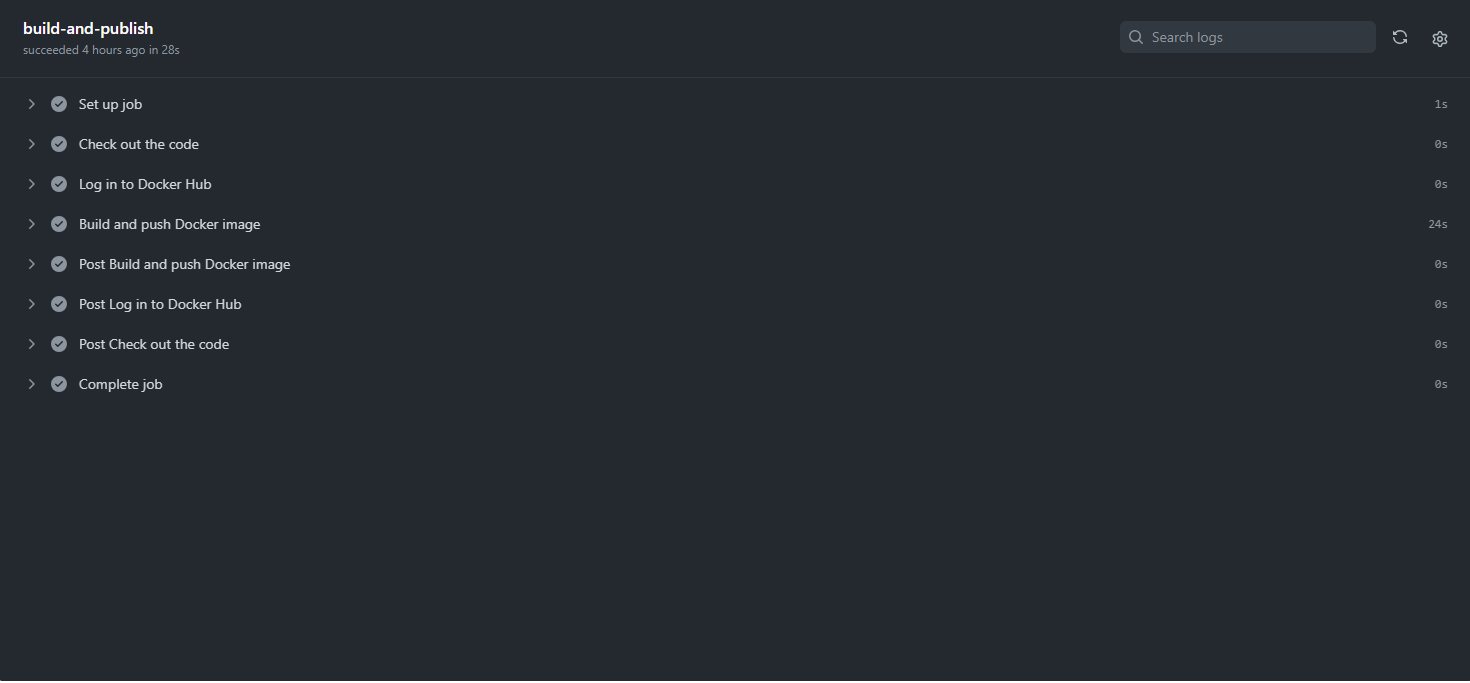 build-and-publish
succeeded 4 hours ago in 28s
Search logs
Set up job 1s
Check out the code 0s
Log in to Docker Hub 0s
Build and push Docker image 24s
Post Build and push Docker image 0s
Post Log in to Docker Hub 0s
Post Check out the code 0s
Complete job 0s